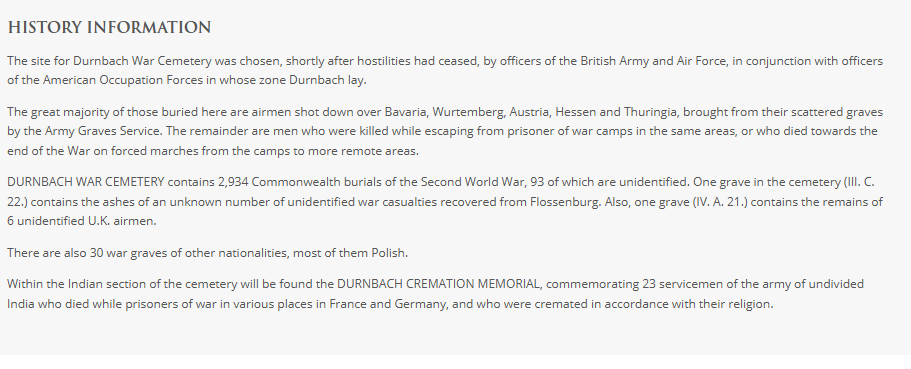 HISTORY INFORMATION
The site for Durnbach War Cemetery was chosen, shortly after hostilities had ceased, by officers of the British Army and Air Force, in conjunction with officers
of the American Occupation Forces in whose zone Durnbach lay.
The great majority of those buried here are airmen shot down over Bavaria, Wurtemberg, Austria, Hessen and Thuringia, brought from their scattered graves
by the Army Graves Service. The remainder are men who were killed while escaping from prisoner of war camps in the same areas, or who died towards the
end of the War on forced marches from the camps to more remote areas.
DURNBACH WAR CEMETERY contains 2,934 Commonwealth burials of the Second World War, 93 of which are unidentified. One grave in the cemetery (III. C.
22.) contains the ashes of an unknown number of unidentified war casualties recovered from Flossenburg. Also, one grave (IV. A. 21.) contains the remains of
6 unidentified U.K. airmen.
There are also 30 war graves of other nationalities, most of them Polish.
Within the Indian section of the cemetery will be found the DURNBACH CREMATION MEMORIAL, commemorating 23 servicemen of the army of undivided
India who died while prisoners of war in various places in France and Germany, and who were cremated in accordance with their religion.